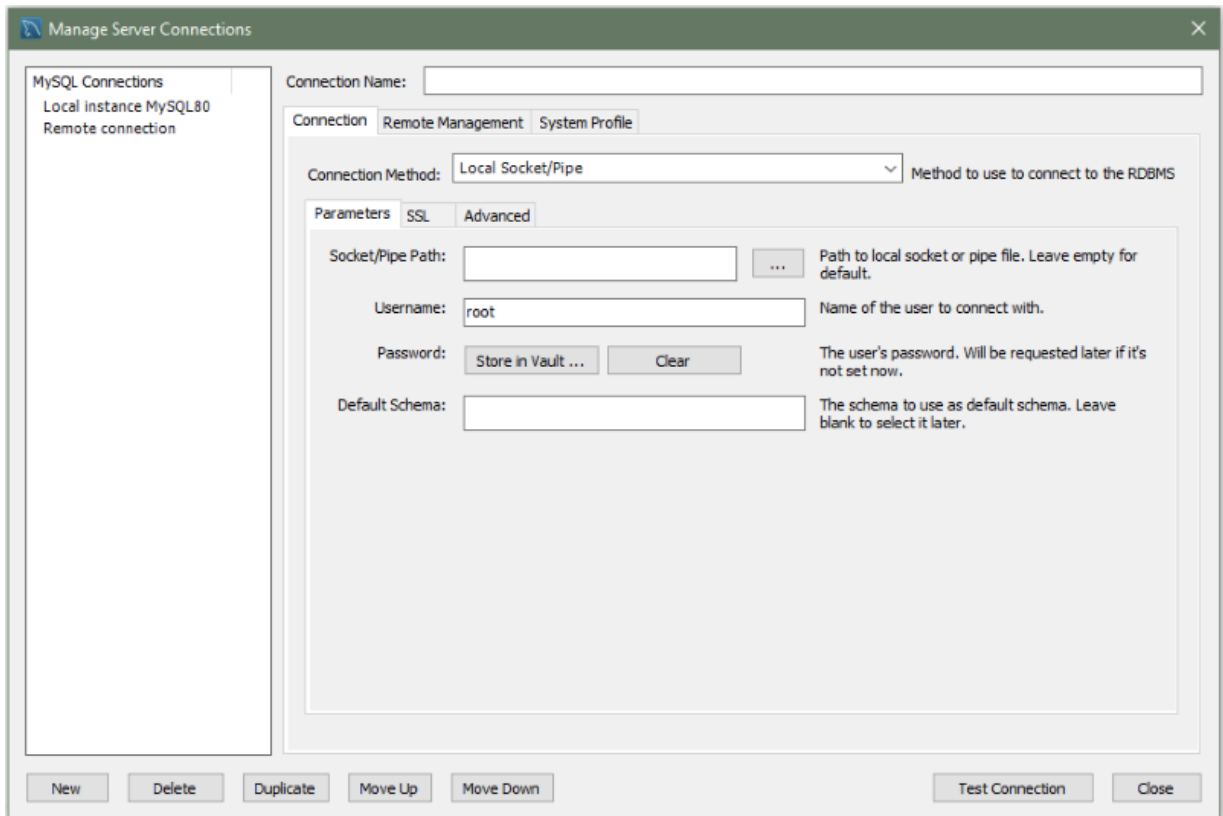 Manage Server Connections
MySQL Connections
Local instance MySQL80
Remote connection
Connection Name:
Connection Remote Management System Profile
Connection Method: Local Socket/Pipe Method to use to connect to the RDBMS
Parameters SSL Advanced
Socket/Pipe Path: ... Path to local socket or pipe file. Leave empty for
default.
Username: root Name of the user to connect with.
Password: Store in Vault ... Clear The user's password. Will be requested later if it's
not set now.
Default Schema: The schema to use as default schema. Leave
blank to select it later.
New Delete Duplicate Move Up Move Down Test Connection Close